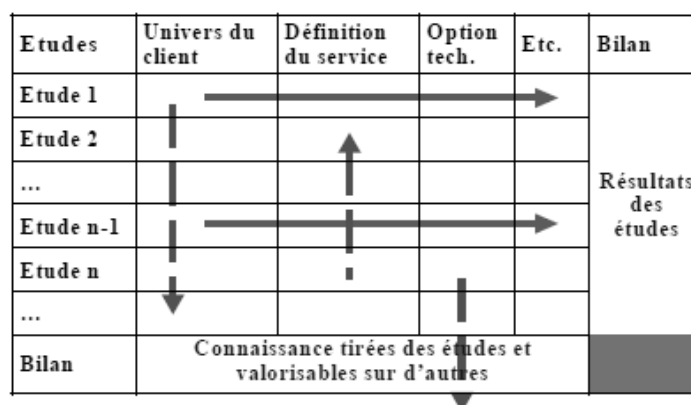 Etudes
Univers du
client
Définition
du service
Option
tech.
Etc.
Bilan
Etude 1
Etude 2
...
Etude n-1
Etude n
...
Résultats
des
études
Bilan
Connaissance tirées des études et
valorisables sur d'autres